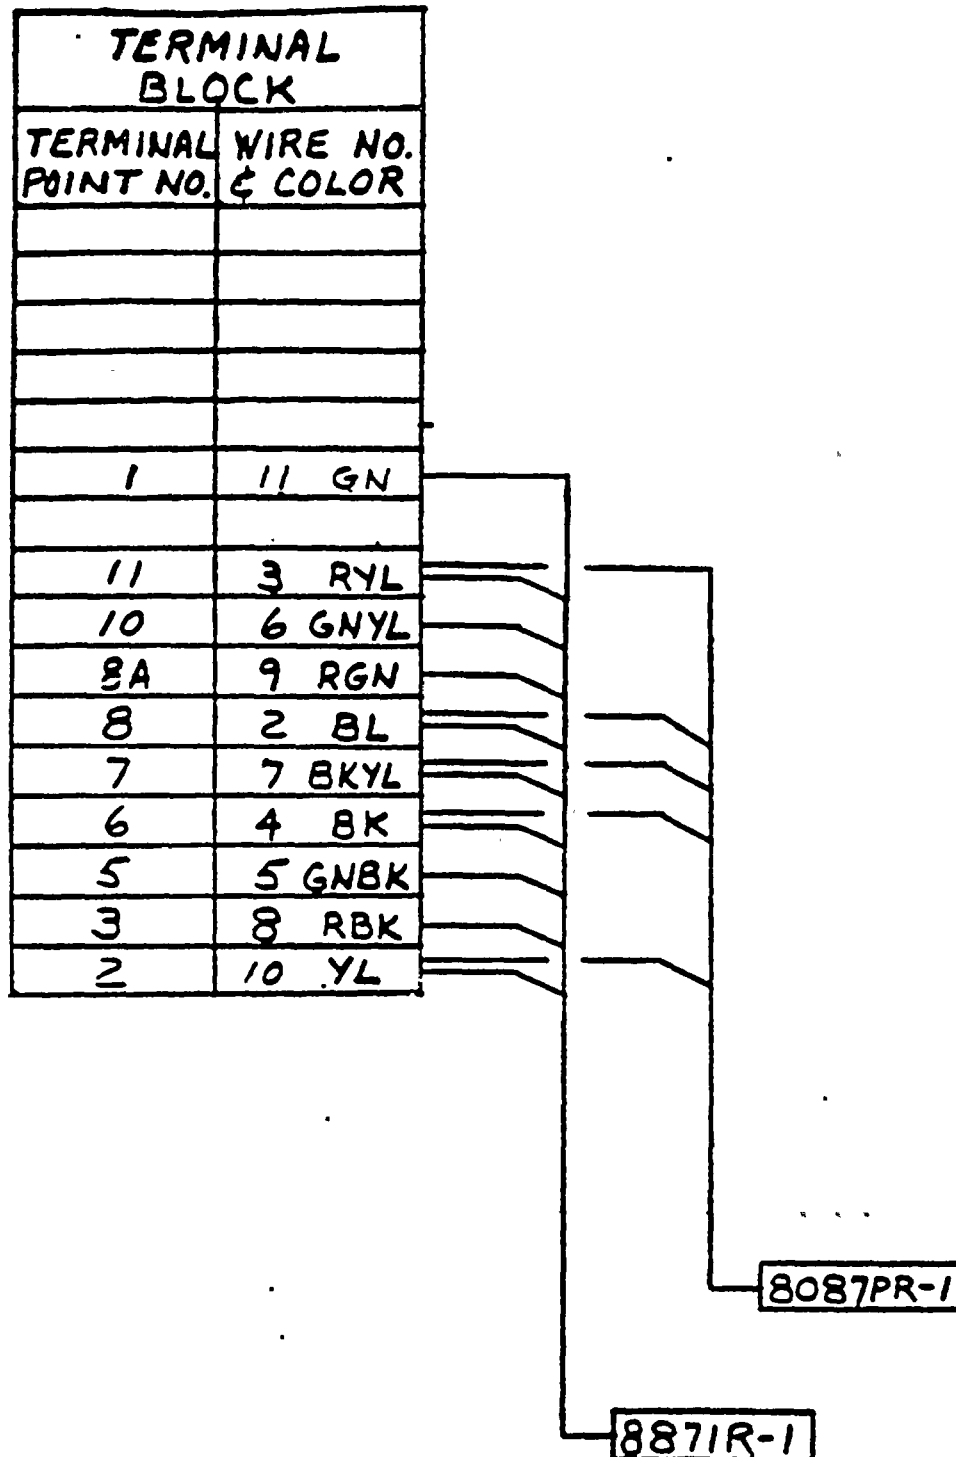 TERMINAL
BLOCK
TERMINAL POINT NO. WIRE NO. & COLOR
1 11 GN
11 3 RYL
10 6 GNYL
8A 9 RGN
8 2 BL
7 7 BKYL
6 4 BK
5 5 GNBK
3 8 RBK
2 10 YL
8087PR-1
8871R-1